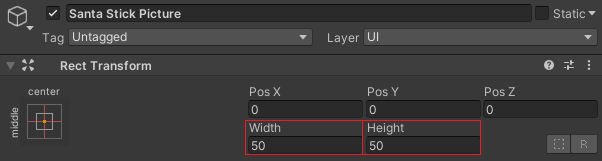 Santa Stick Picture Static
Tag Untagged Layer UI
Rect Transform
center
middle
Pos X Pos Y Pos Z
0 0 0
Width Height
50 50
R